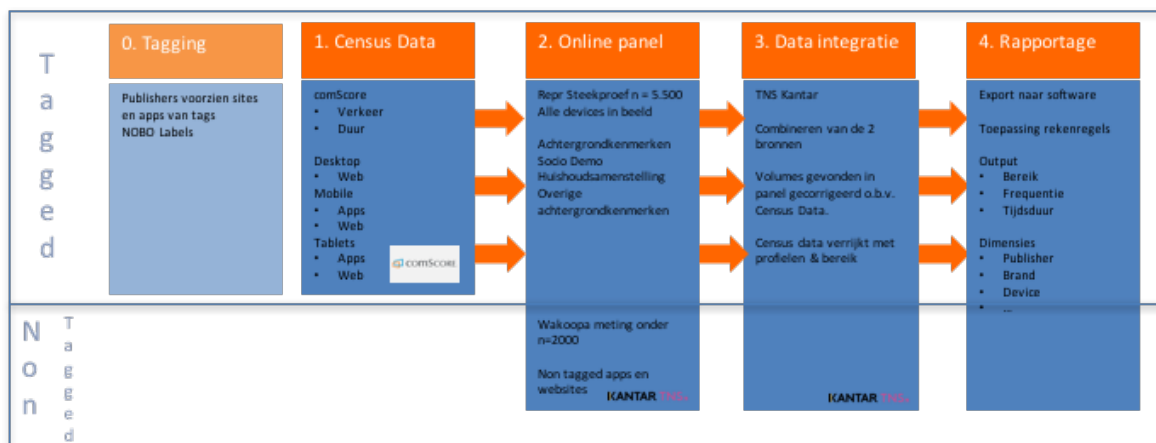 Tagged
0. Tagging
Publishers voorzien sites
en apps van tags
NOBO Labels
1. Census Data
comScore
• Verkeer
• Duur
Desktop
• Web
Mobile
• Apps
• Web
Tablets
• Apps
• Web
comScore
2. Online panel
Repr Steekproef n = 5.500
Alle devices in beeld
Achtergrondkenmerken
Socio Demo
Huishoudsamenstelling
Overige
achtergrondkenmerken
3. Data integratie
TNS Kantar
Combineren van de 2
bronnen
Volumes gevonden in
panel gecorrigeerd o.b.v.
Census Data.
Census data verrijkt met
profielen & bereik
4. Rapportage
Export naar software
Toepassing rekenregels
Output
• Bereik
• Frequentie
• Tijdsduur
Dimensies
• Publisher
• Brand
• Device
• ...
Non
Tagged
Wakoopa meting onder
n=2000
Non tagged apps en
websites
KANTAR TNS.
KANTAR TNS.